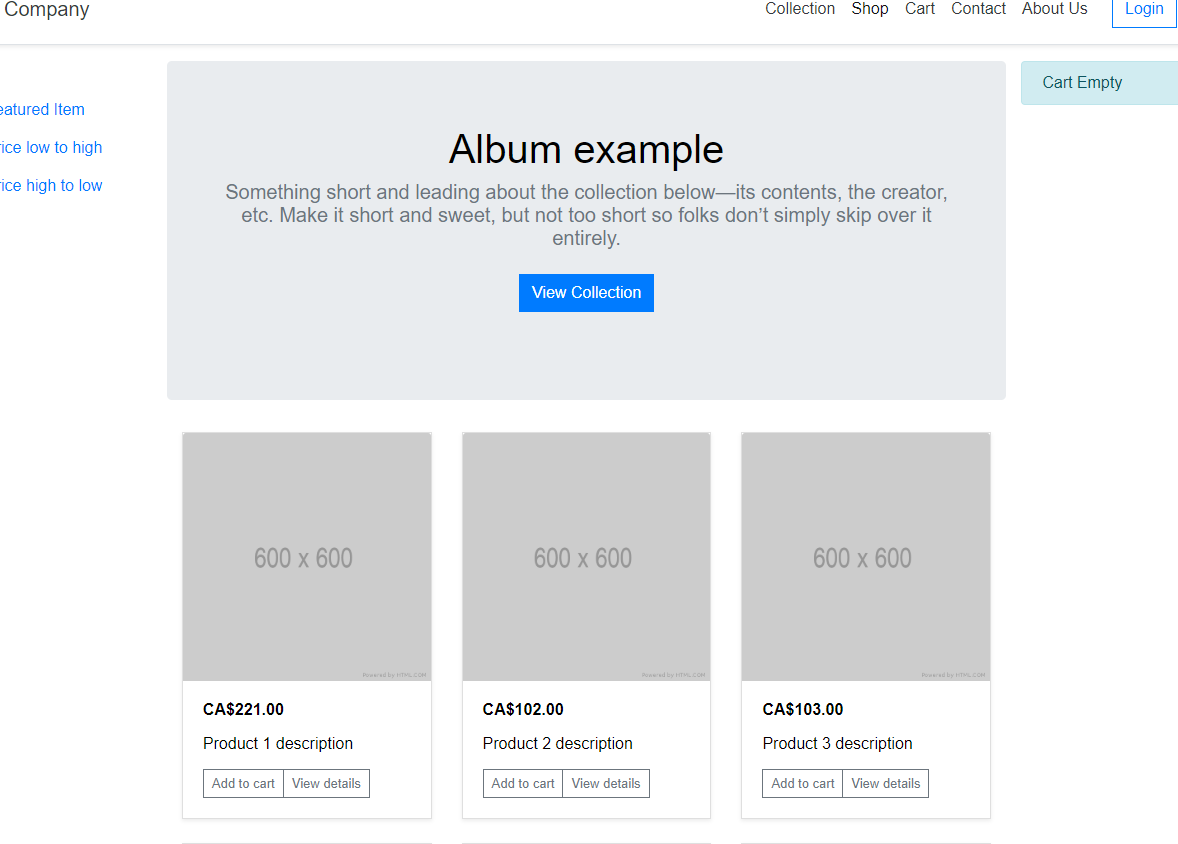 Company
Collection Shop Cart Contact About Us Login
eatured Item
ice low to high
ice high to low
Album example
Something short and leading about the collection below—its contents, the creator,
etc. Make it short and sweet, but not too short so folks don’t simply skip over it
entirely.
View Collection
Cart Empty
600 x 600
Powered by HTML.COM
CA$221.00
Product 1 description
Add to cart View details
600 x 600
Powered by HTML.COM
CA$102.00
Product 2 description
Add to cart View details
600 x 600
Powered by HTML.COM
CA$103.00
Product 3 description
Add to cart View details